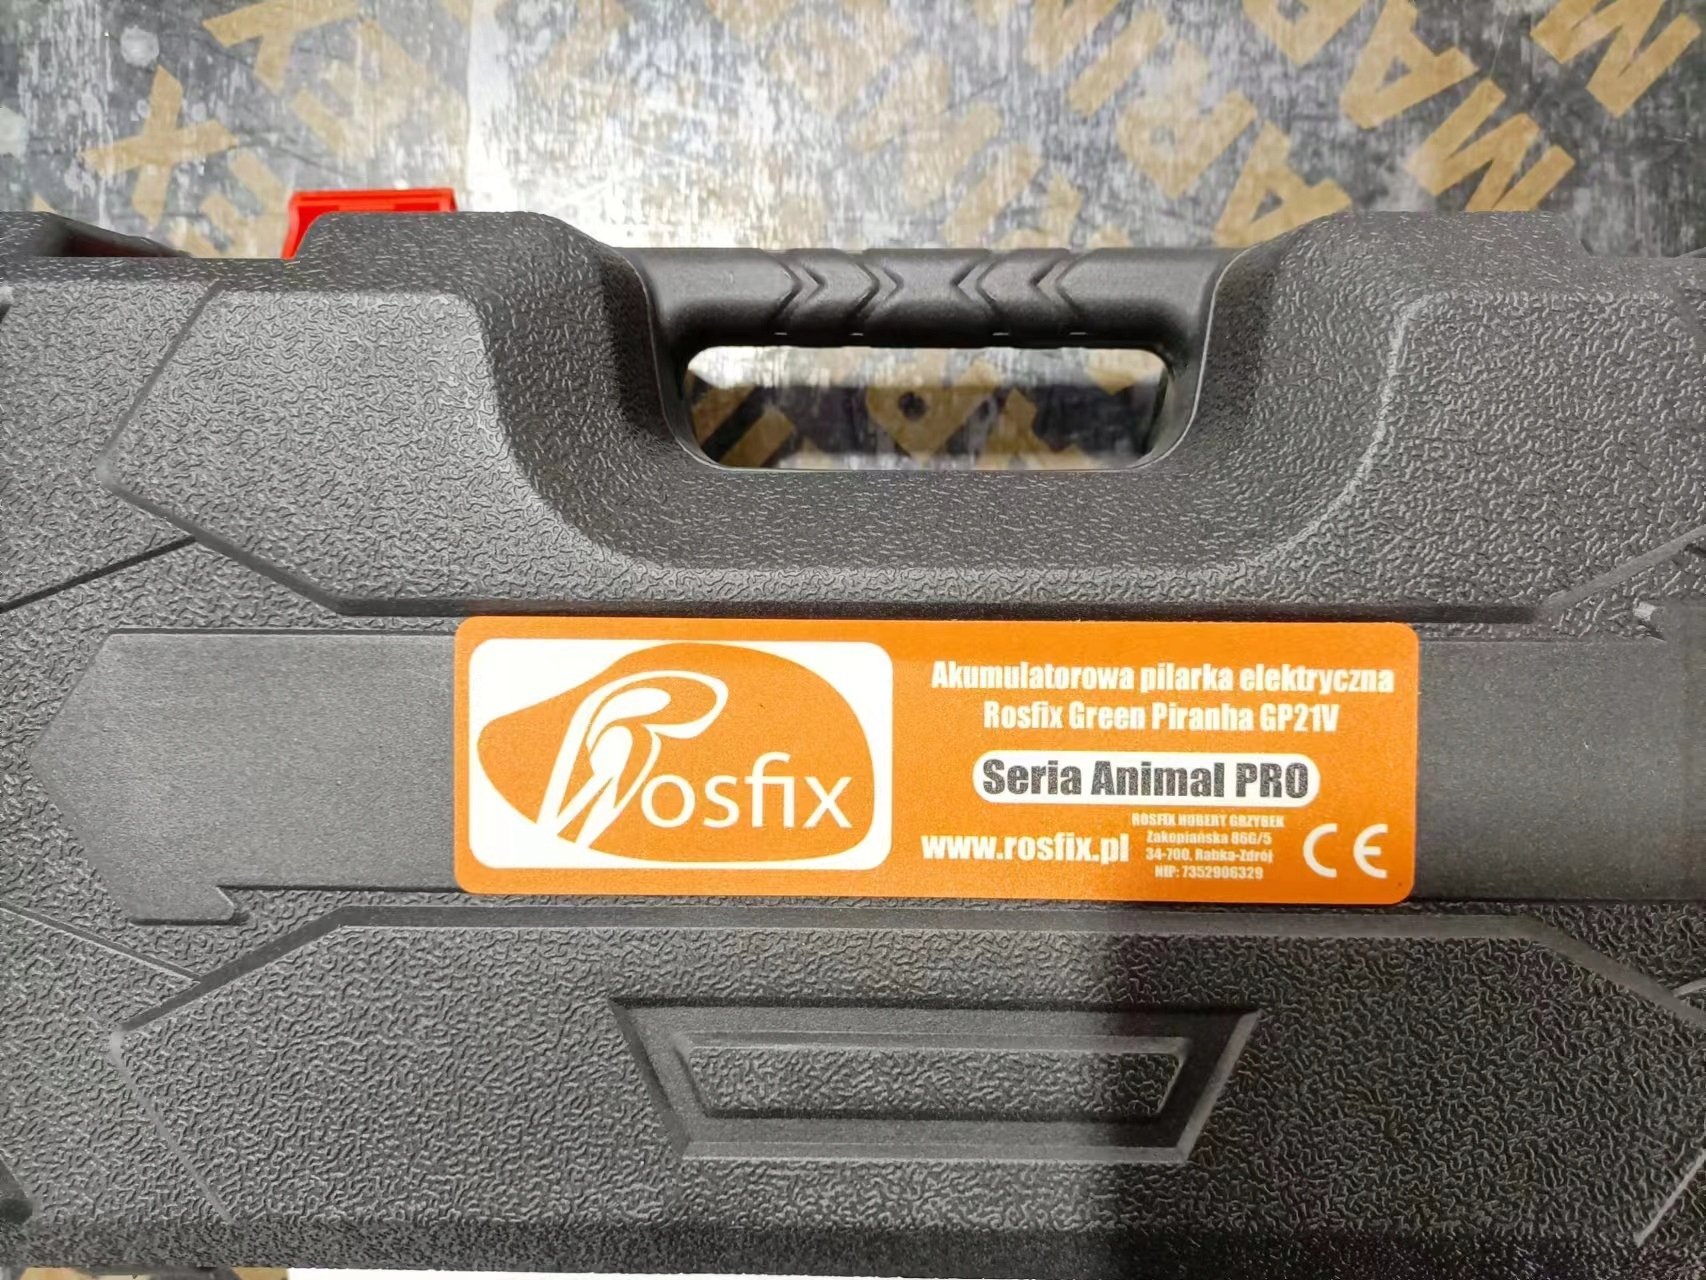 Rosfix
Akumulatorowa pilarka elektryczna
Rosfix Green Piranha GP21V
Seria Animal PRO
www.rosfix.pl
ROSFIX HUBERT GRZYBEK
Zakopiańska 86G/5
34-700, Rabka-Zdrój
NIP: 7352906329
CE